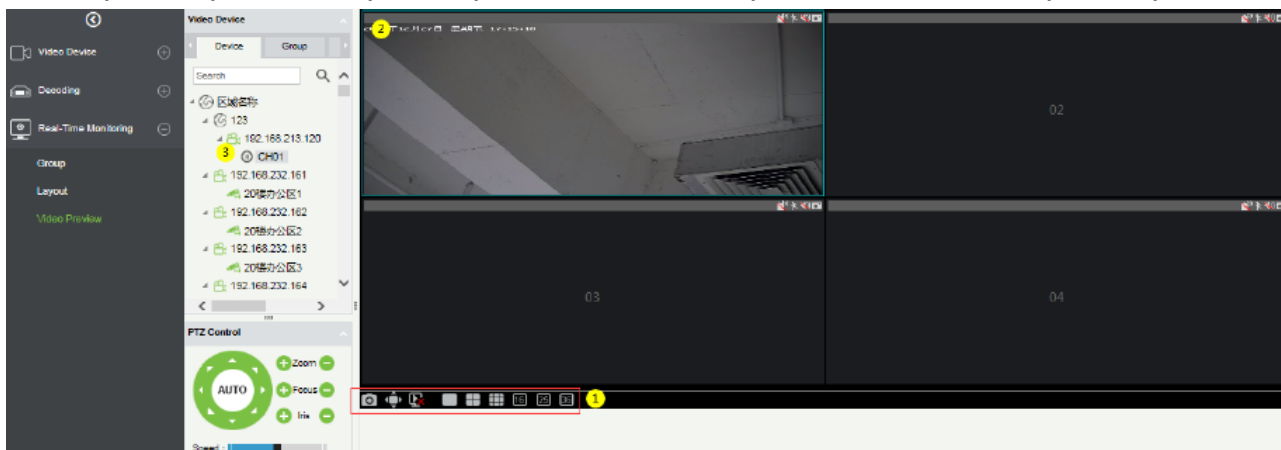 Video Device
Decoding
Real-Time Monitoring
Group
Layout
Video Preview
Video Device
Device
Group
Search
区域名称
123
192.168.213.120
3
CH01
192.168.232.161
20楼办公区1
192.168.232.162
20楼办公区2
192.168.232.163
20楼办公区3
192.168.232.164
PTZ Control
AUTO
Zoom
Focus
Iris
Speed :
2
02
03
04
16
25
1